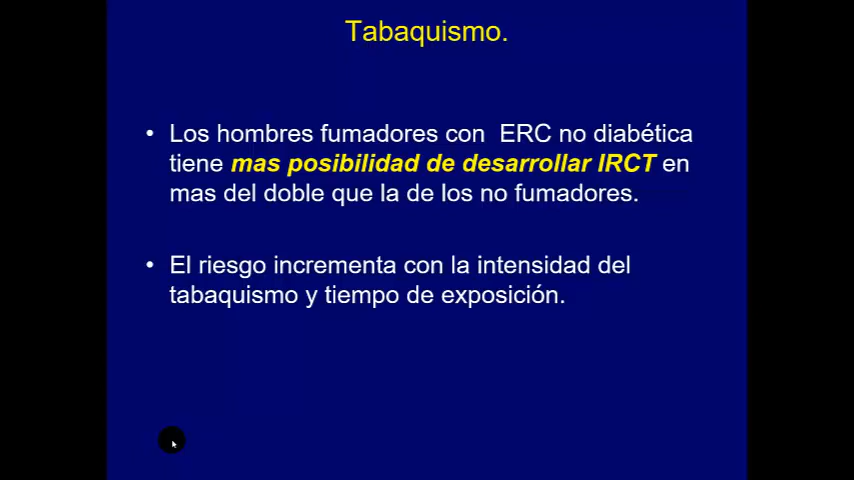 Tabaquismo.
• Los hombres fumadores con ERC no diabética
tiene mas posibilidad de desarrollar IRCT en
mas del doble que la de los no fumadores.
• El riesgo incrementa con la intensidad del
tabaquismo y tiempo de exposición.